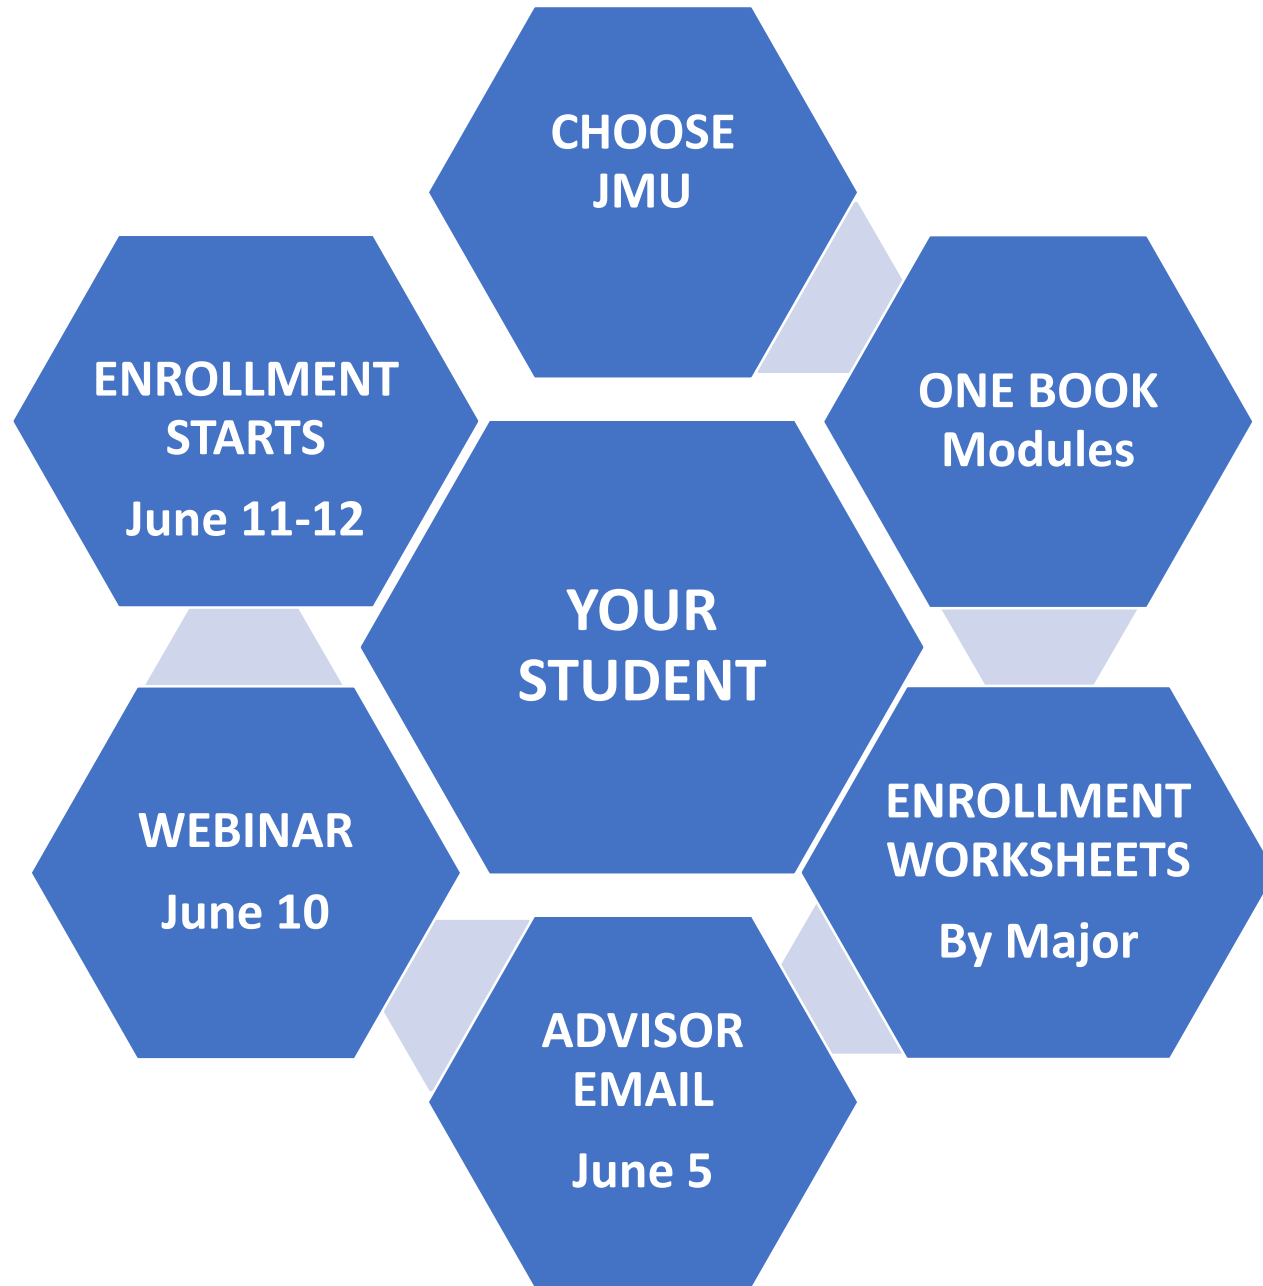 CHOOSE
JMU
ONE BOOK
Modules
ENROLLMENT
WORKSHEETS
By Major
ADVISOR
EMAIL
June 5
WEBINAR
June 10
ENROLLMENT
STARTS
June 11-12
YOUR
STUDENT